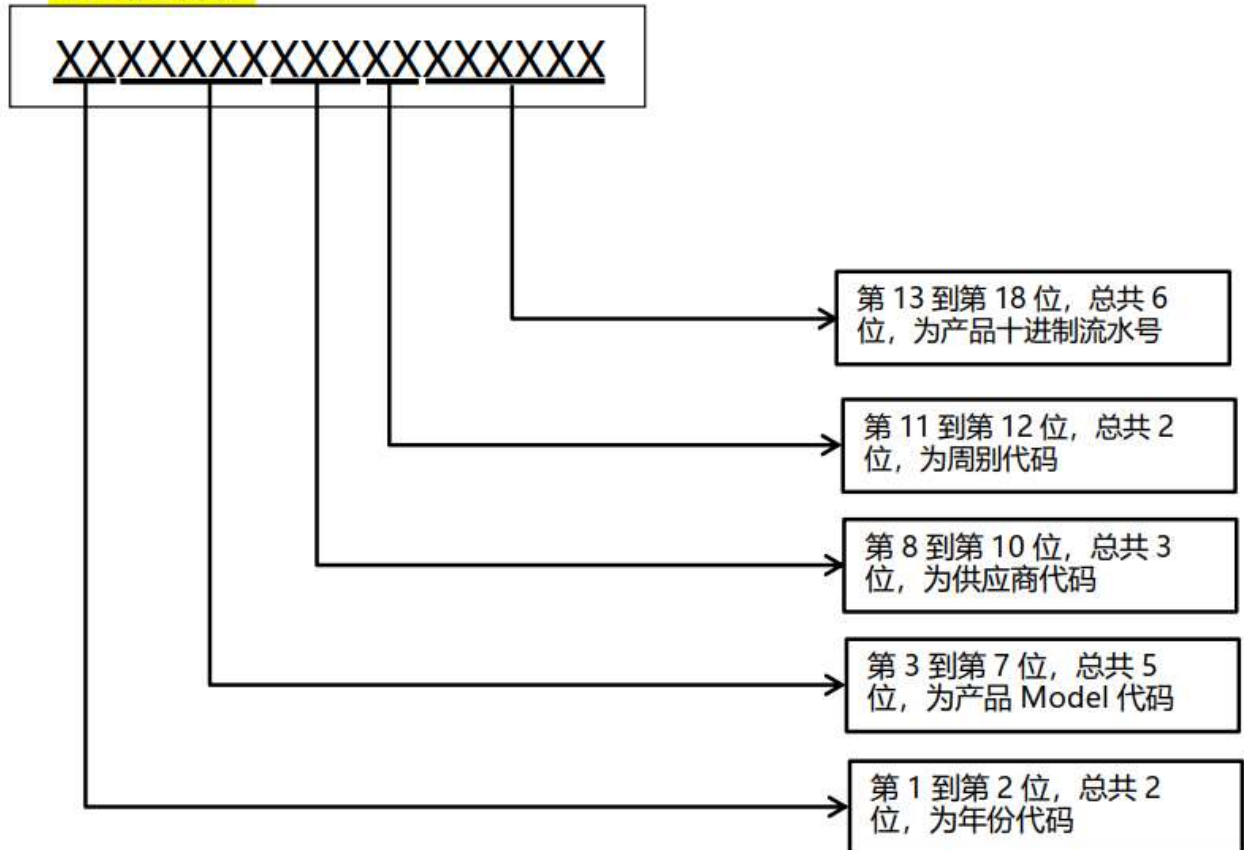 XXXXXXXXXXXXXXXXXX
第 13 到第 18 位，总共 6
位，为产品十进制流水号
第 11 到第 12 位，总共 2
位，为周别代码
第 8 到第 10 位，总共 3
位，为供应商代码
第 3 到第 7 位，总共 5
位，为产品 Model 代码
第 1 到第 2 位，总共 2
位，为年份代码